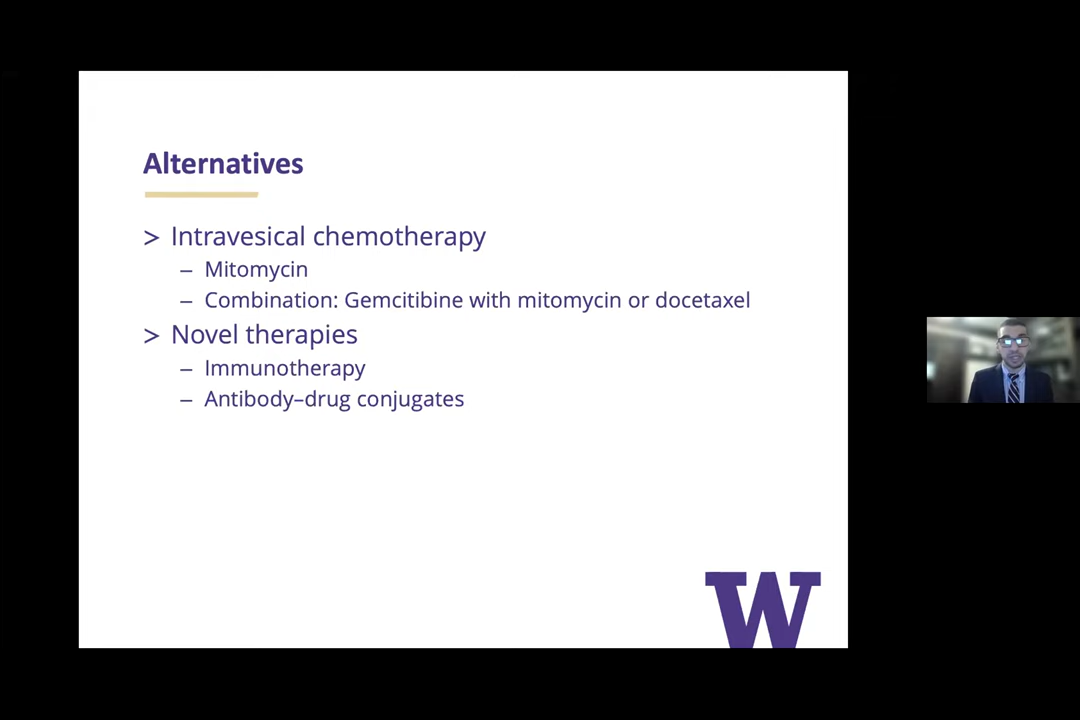 Alternatives
> Intravesical chemotherapy
– Mitomycin
– Combination: Gemcitibine with mitomycin or docetaxel
> Novel therapies
– Immunotherapy
– Antibody–drug conjugates
W